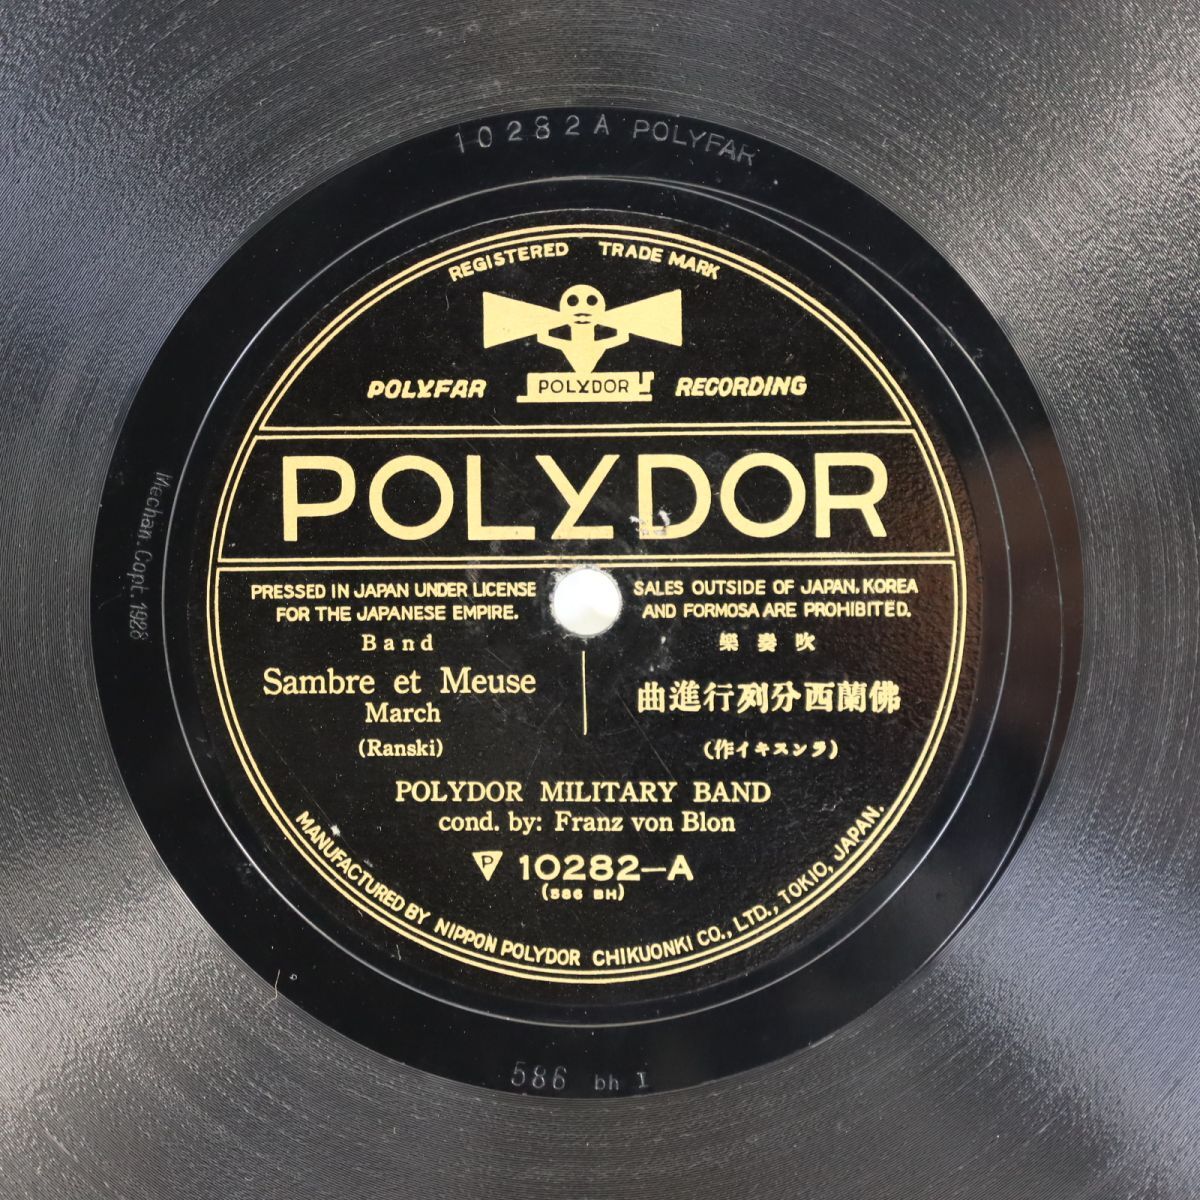 10282A POLYFAR
REGISTERED TRADE MARK
POLYFAR POLYDOR RECORDING
POLYDOR
PRESSED IN JAPAN UNDER LICENSE
FOR THE JAPANESE EMPIRE.
SALES OUTSIDE OF JAPAN, KOREA
AND FORMOSA ARE PROHIBITED.
Band
Sambre et Meuse
March
(Ranski)
吹奏樂
佛蘭西分列行進曲
(ランスキイ作)
POLYDOR MILITARY BAND
cond. by: Franz von Blon
P 10282-A
(586 BH)
MANUFACTURED BY NIPPON POLYDOR CHIKUONKI CO., LTD., TOKIO, JAPAN.
Mechan. Copt. 1928
586 bh I